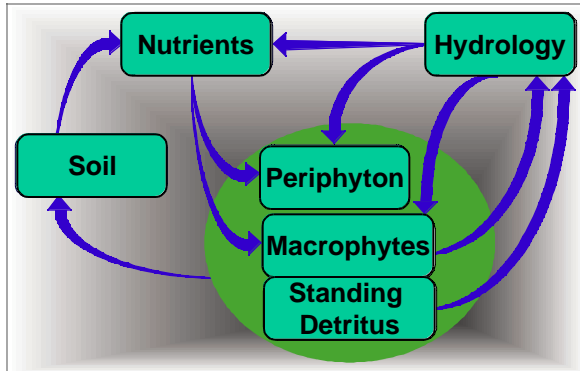 Nutrients
Hydrology
Soil
Periphyton
Macrophytes
Standing
Detritus